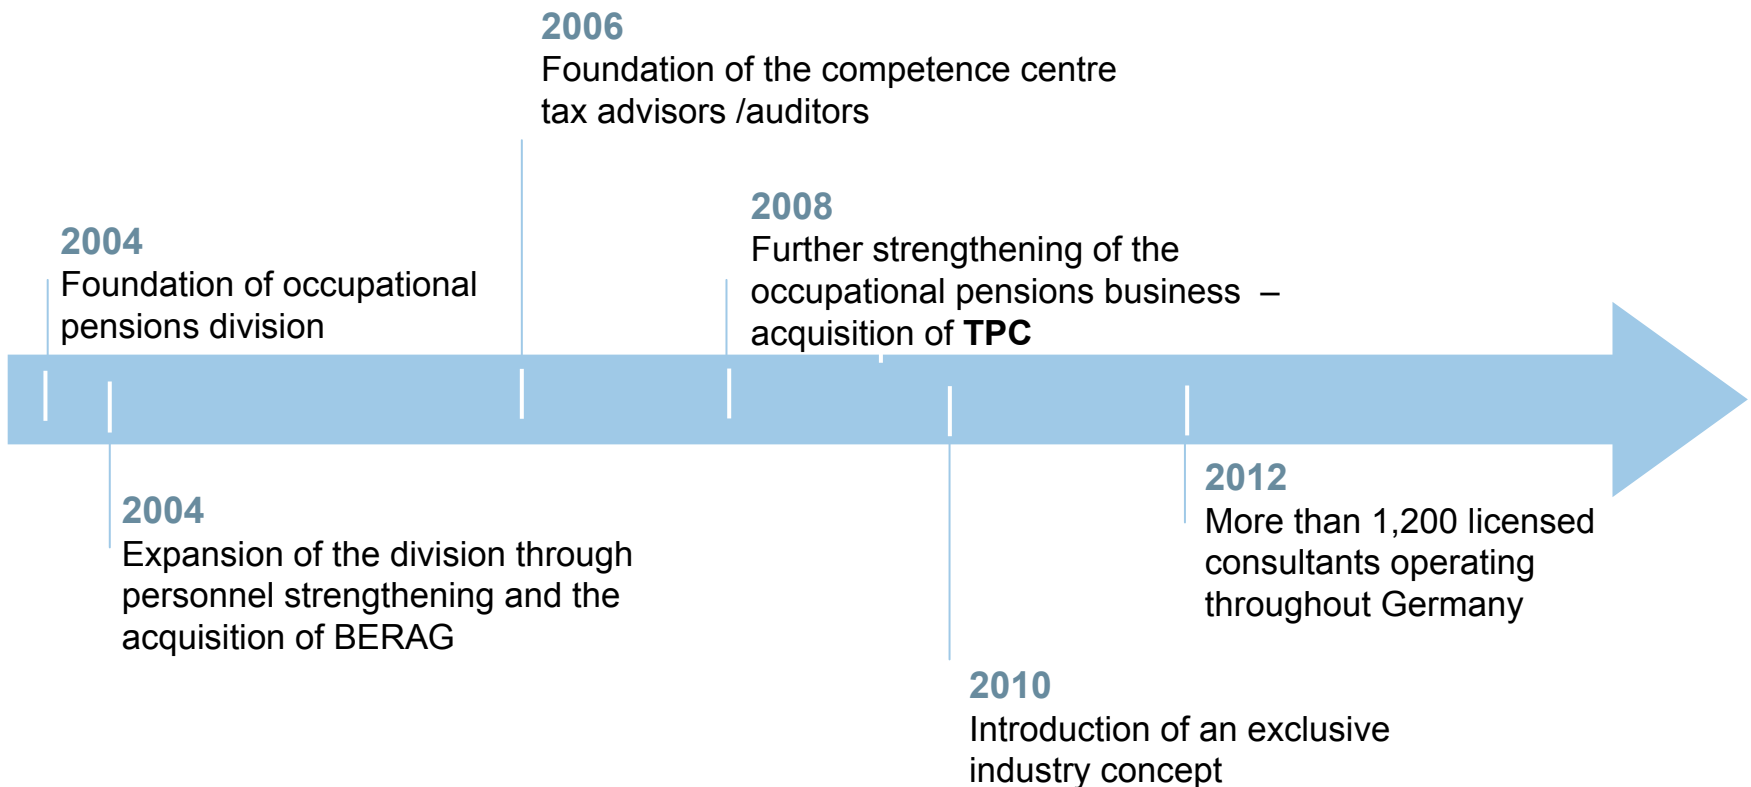 2006
Foundation of the competence centre
tax advisors /auditors
2008
Further strengthening of the
occupational pensions business –
acquisition of TPC
2004
Foundation of occupational
pensions division
2004
Expansion of the division through
personnel strengthening and the
acquisition of BERAG
2012
More than 1,200 licensed
consultants operating
throughout Germany
2010
Introduction of an exclusive
industry concept